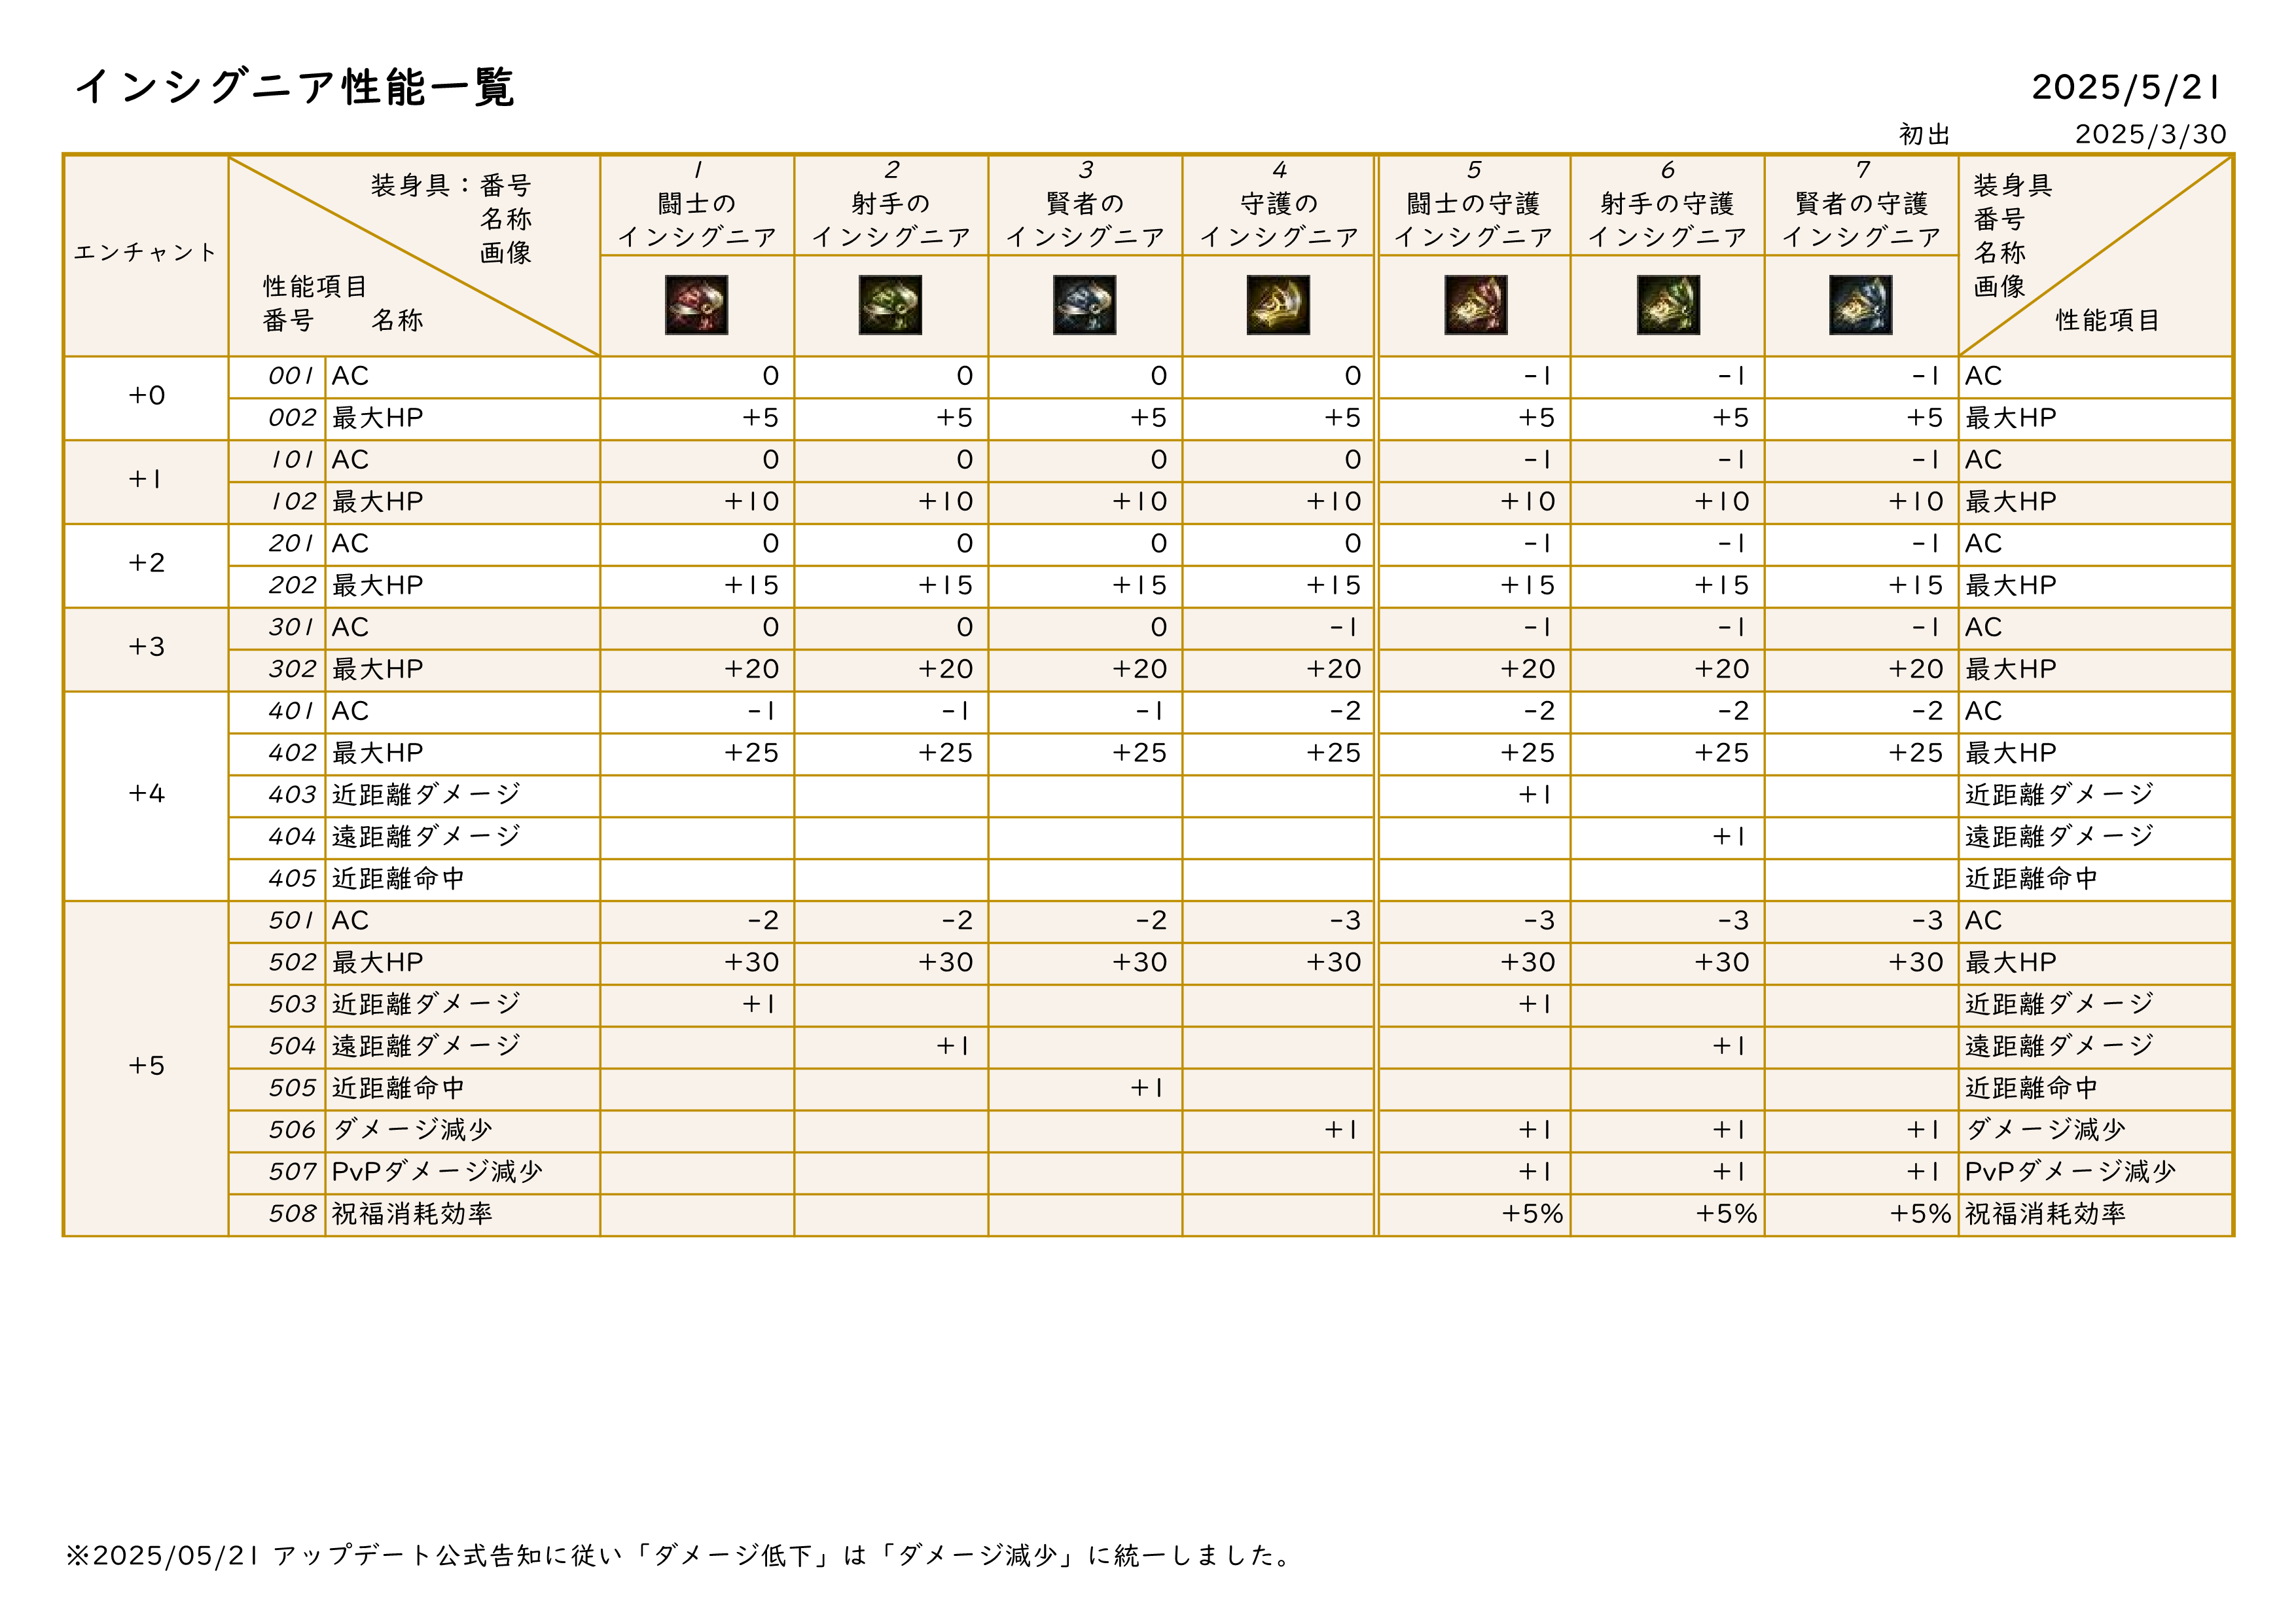 インシグニア性能一覧
2025/5/21
初出 2025/3/30
エンチャント
装身具：番号
名称
画像
性能項目
番号 名称
1 2 3 4 5 6 7
闘士の 射手の 賢者の 守護の 闘士の守護 射手の守護 賢者の守護
インシグニア インシグニア インシグニア インシグニア インシグニア インシグニア インシグニア
装身具
番号
名称
画像
性能項目
+0
001 AC 0 0 0 0 -1 -1 -1 AC
002 最大HP +5 +5 +5 +5 +5 +5 +5 最大HP
+1
101 AC 0 0 0 0 -1 -1 -1 AC
102 最大HP +10 +10 +10 +10 +10 +10 +10 最大HP
+2
201 AC 0 0 0 0 -1 -1 -1 AC
202 最大HP +15 +15 +15 +15 +15 +15 +15 最大HP
+3
301 AC 0 0 0 -1 -1 -1 -1 AC
302 最大HP +20 +20 +20 +20 +20 +20 +20 最大HP
+4
401 AC -1 -1 -1 -2 -2 -2 -2 AC
402 最大HP +25 +25 +25 +25 +25 +25 +25 最大HP
403 近距離ダメージ +1 近距離ダメージ
404 遠距離ダメージ +1 遠距離ダメージ
405 近距離命中 近距離命中
+5
501 AC -2 -2 -2 -3 -3 -3 -3 AC
502 最大HP +30 +30 +30 +30 +30 +30 +30 最大HP
503 近距離ダメージ +1 +1 近距離ダメージ
504 遠距離ダメージ +1 +1 遠距離ダメージ
505 近距離命中 +1 近距離命中
506 ダメージ減少 +1 +1 +1 +1 ダメージ減少
507 PvPダメージ減少 +1 +1 +1 PvPダメージ減少
508 祝福消耗効率 +5% +5% +5% 祝福消耗効率
※2025/05/21 アップデート公式告知に従い「ダメージ低下」は「ダメージ減少」に統一しました。